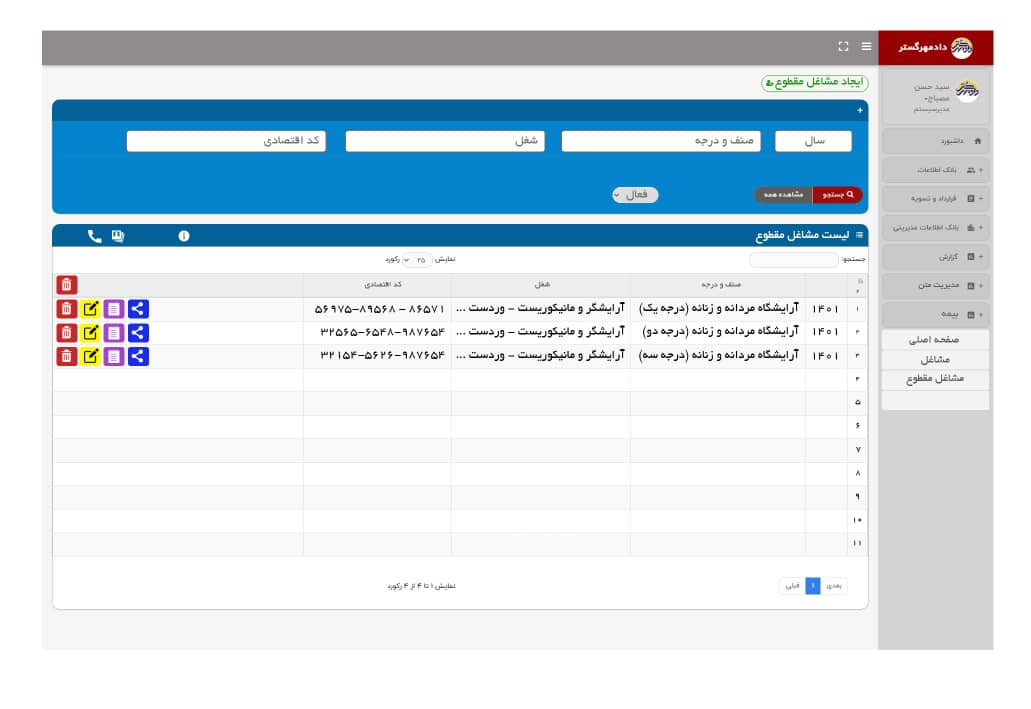 دادمهرگستر
سید حسن
مصباح-
مدیرسیستم
داشبورد
بانک اطلاعات
قرارداد و تسویه
بانک اطلاعات مدیریتی
گزارش
مدیریت متن
بیمه
صفحه اصلی
مشاغل
مشاغل مقطوع
ایجاد مشاغل مقطوع
+
سال صنف و درجه شغل کد اقتصادی
جستجو مشاهده همه فعال
لیست مشاغل مقطوع
جستجو: نمایش ۲۵ رکورد
صنف و درجه شغل کد اقتصادی
۱ ۱۴۰۱ آرایشگاه مردانه و زنانه (درجه یک) آرایشگر و مانیکوریست - وردست ... ۸۶۵۷۱ - ۸۹۵۶۸-۵۶۹۷۵
۲ ۱۴۰۱ آرایشگاه مردانه و زنانه (درجه دو) آرایشگر و مانیکوریست - وردست ... ۹۸۷۶۵۴-۶۵۴۸-۳۲۵۶۵
۳ ۱۴۰۱ آرایشگاه مردانه و زنانه (درجه سه) آرایشگر و مانیکوریست - وردست ... ۹۸۷۶۵۴-۵۶۲۶-۳۲۱۵۴
۴
۵
۶
۷
۸
۹
۱۰
۱۱
بعدی ۱ قبلی نمایش ۱ تا ۴ از ۴ رکورد